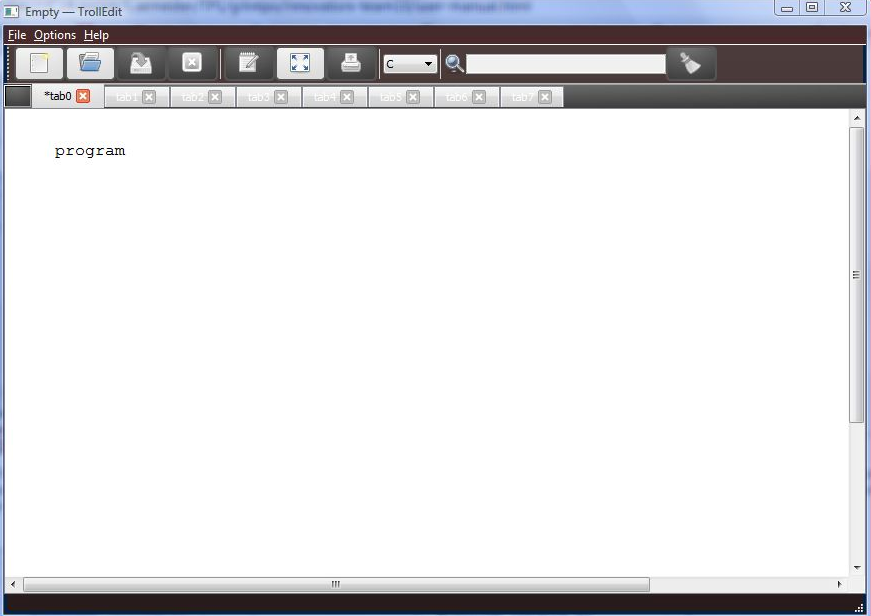 Empty — TrollEdit
File Options Help
C
*tab0 tab1 tab2 tab3 tab4 tab5 tab6 tab7
program